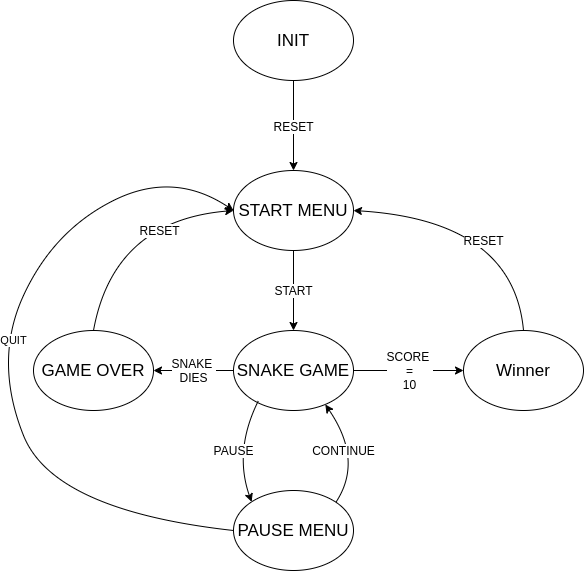 INIT
RESET
START MENU
RESET
RESET
START
QUIT
GAME OVER
SNAKE
DIES
SNAKE GAME
SCORE
=
10
Winner
PAUSE
CONTINUE
PAUSE MENU